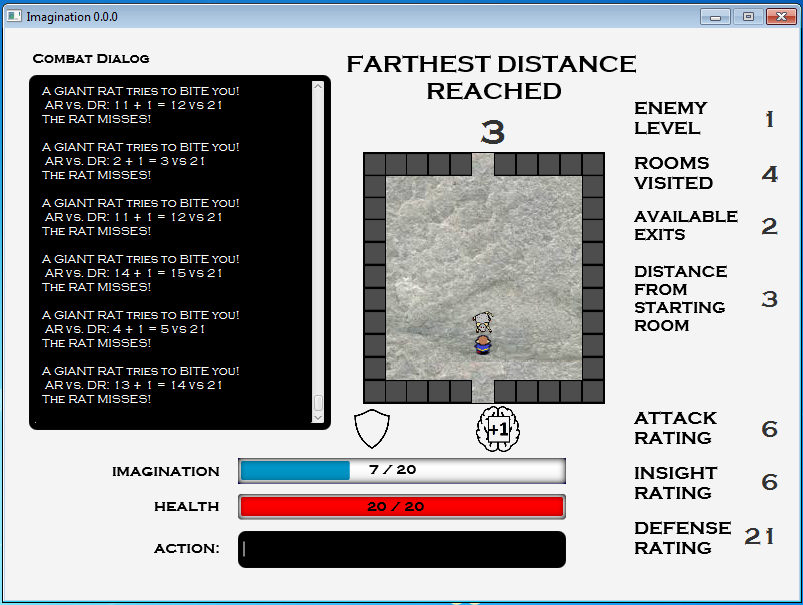 Imagination 0.0.0
Combat Dialog
A GIANT RAT tries to BITE YOU!
AR vs. DR: 11 + 1 = 12 vs 21
The RAT MISSES!
A GIANT RAT tries to BITE YOU!
AR vs. DR: 2 + 1 = 3 vs 21
The RAT MISSES!
A GIANT RAT tries to BITE YOU!
AR vs. DR: 11 + 1 = 12 vs 21
The RAT MISSES!
A GIANT RAT tries to BITE YOU!
AR vs. DR: 14 + 1 = 15 vs 21
The RAT MISSES!
A GIANT RAT tries to BITE YOU!
AR vs. DR: 4 + 1 = 5 vs 21
The RAT MISSES!
A GIANT RAT tries to BITE YOU!
AR vs. DR: 13 + 1 = 14 vs 21
The RAT MISSES!
FARTHEST DISTANCE
REACHED
3
+1
ENEMY
LEVEL
1
ROOMS
VISITED
4
AVAILABLE
EXITS
2
DISTANCE
FROM
STARTING
ROOM
3
ATTACK
RATING
6
INSIGHT
RATING
6
DEFENSE
RATING
21
IMAGINATION
7 / 20
HEALTH
20 / 20
ACTION: